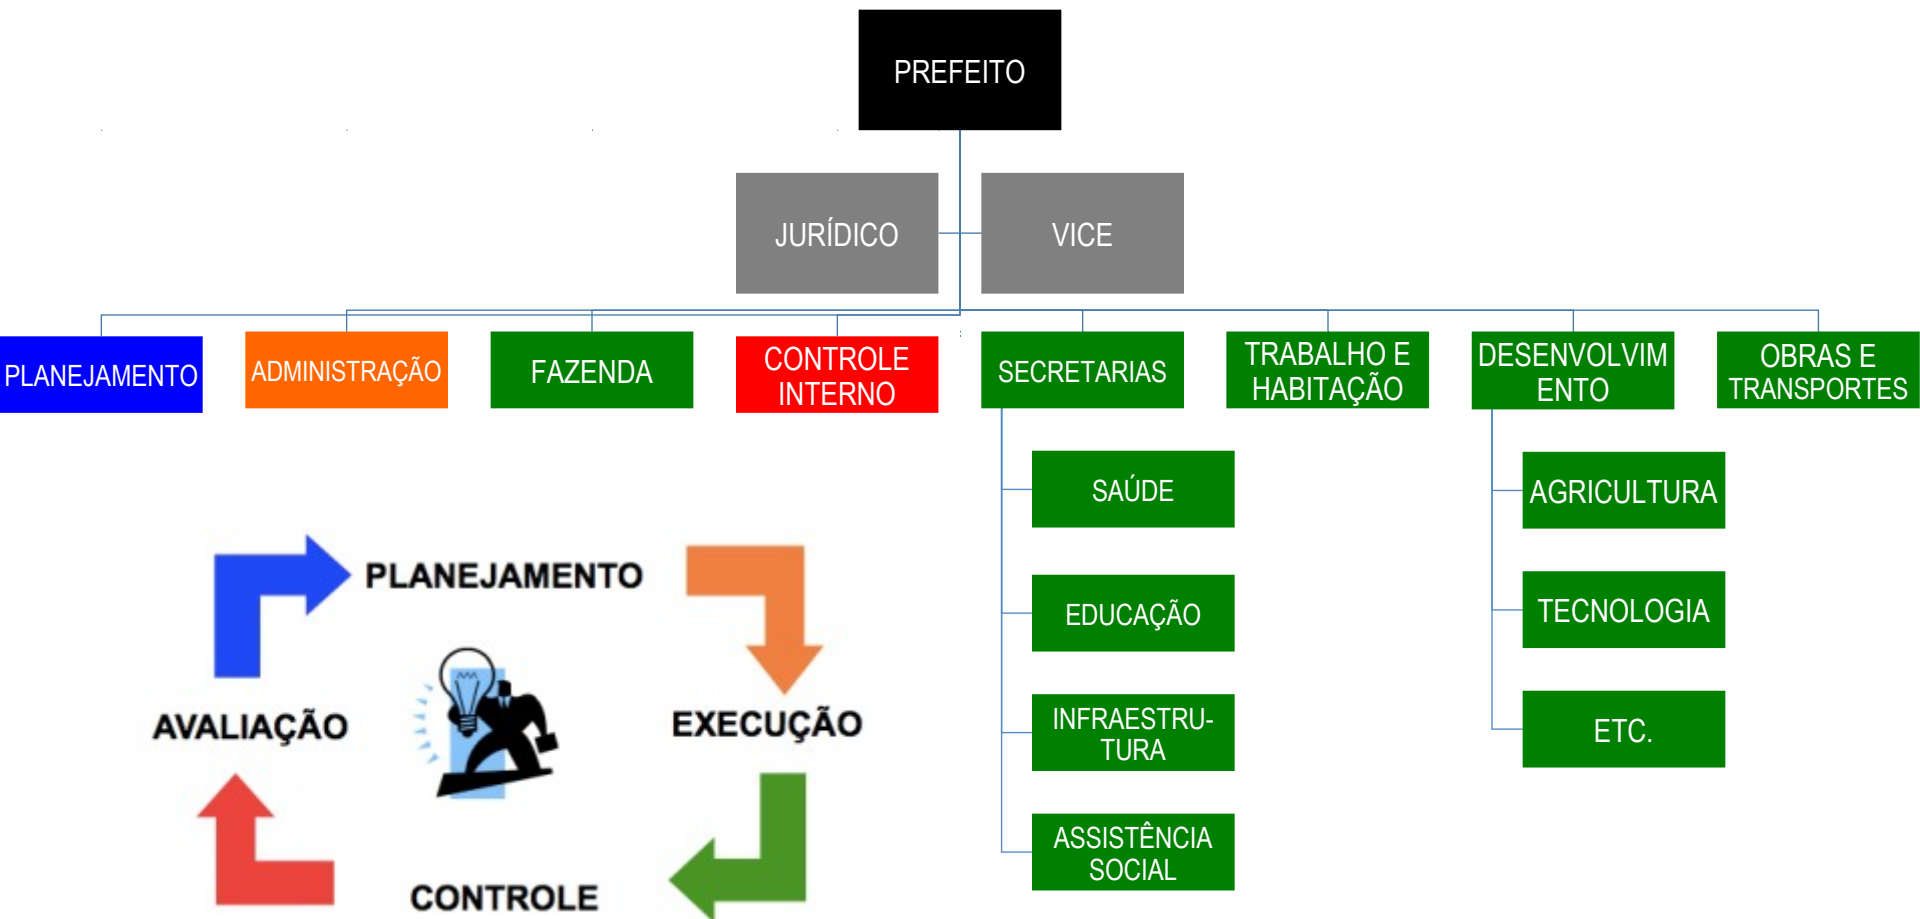 PREFEITO
JURÍDICO
VICE
PLANEJAMENTO
ADMINISTRAÇÃO
FAZENDA
CONTROLE
INTERNO
SECRETARIAS
TRABALHO E
HABITAÇÃO
DESENVOLVIM
ENTO
OBRAS E
TRANSPORTES
SAÚDE
EDUCAÇÃO
INFRAESTRU-
TURA
ASSISTÊNCIA
SOCIAL
AGRICULTURA
TECNOLOGIA
ETC.
PLANEJAMENTO
AVALIAÇÃO
EXECUÇÃO
CONTROLE